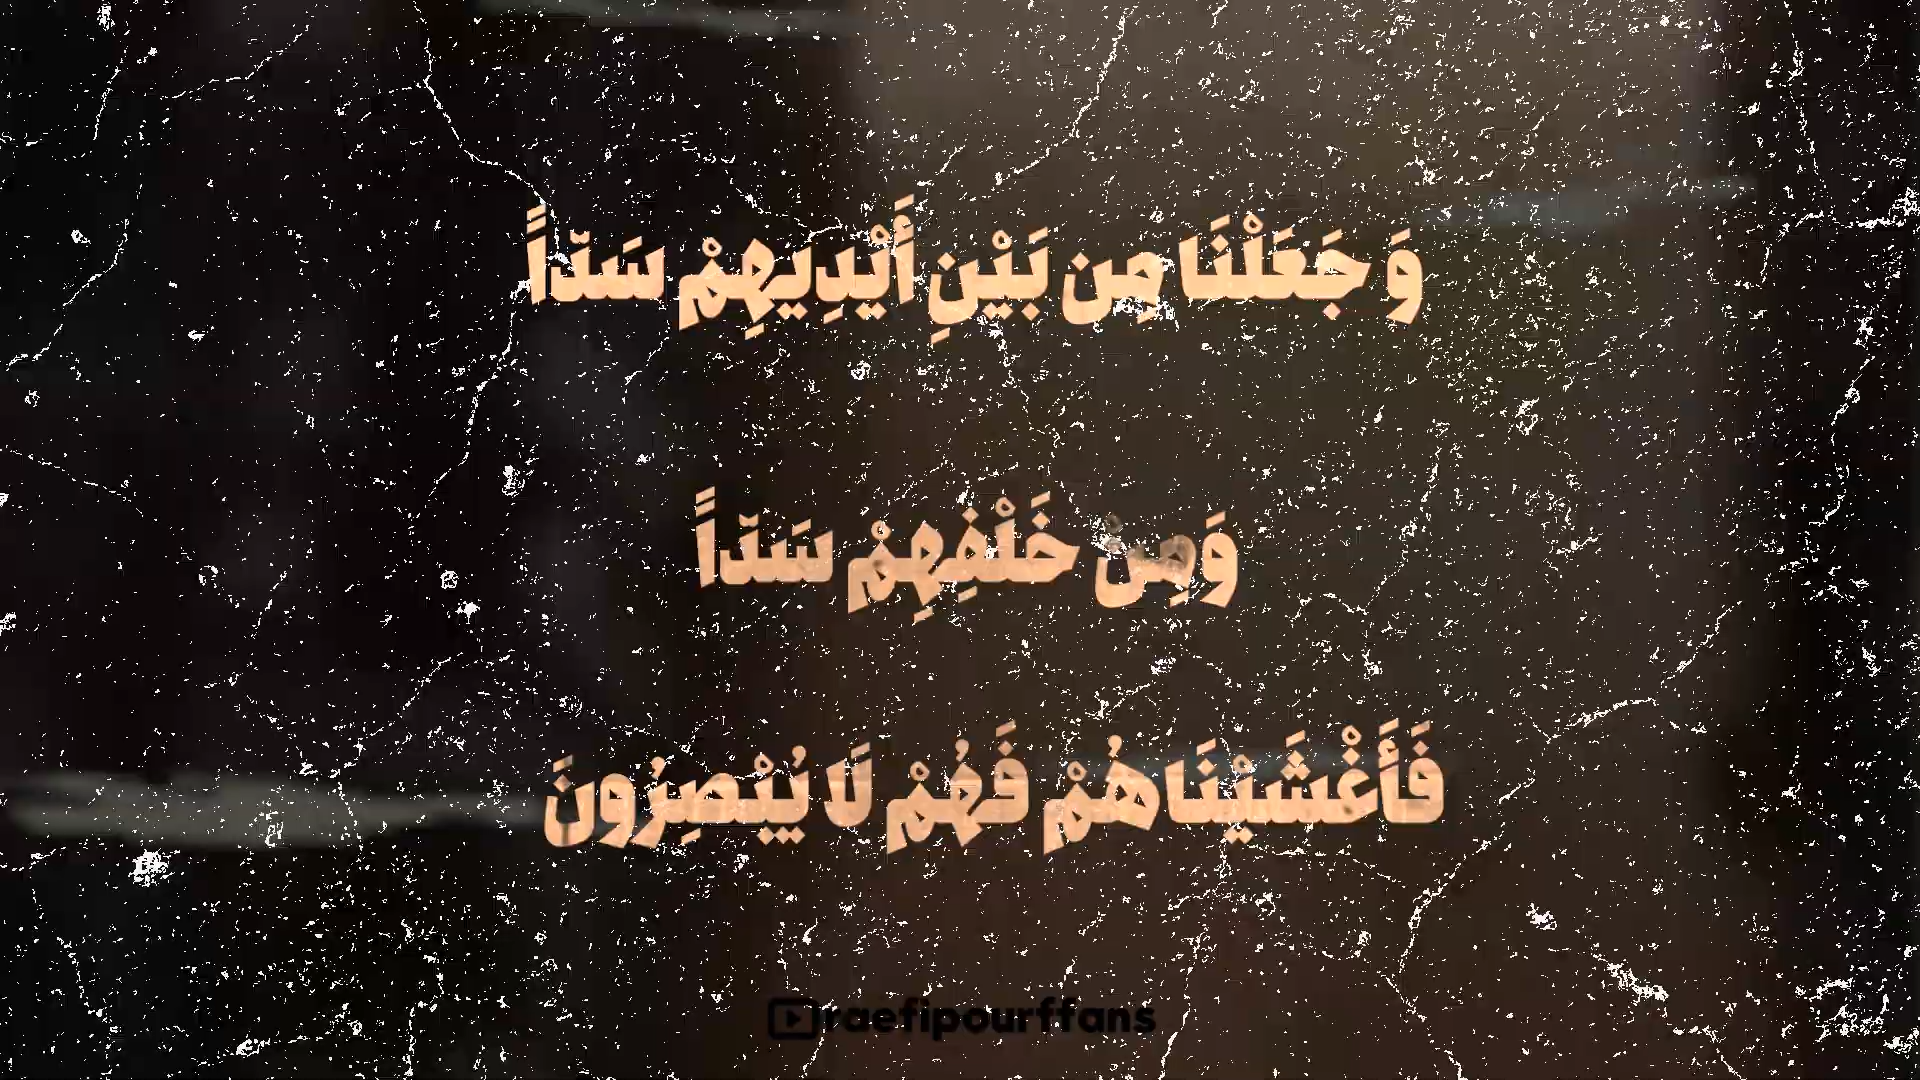 وَ جَعَلْنَا مِن بَيْنِ أَيْدِيهِمْ سَدّاً
وَمِنْ خَلْفِهِمْ سَدّاً
فَأَغْشَيْنَاهُمْ فَهُمْ لَا يُبْصِرُونَ
raefipourffans